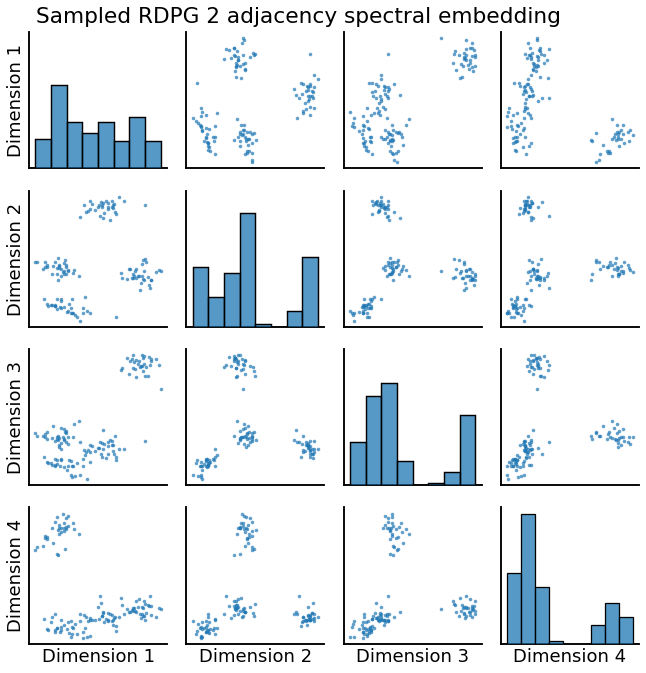 Sampled RDPG 2 adjacency spectral embedding
Dimension 1
Dimension 2
Dimension 3
Dimension 4
Dimension 1 Dimension 2 Dimension 3 Dimension 4